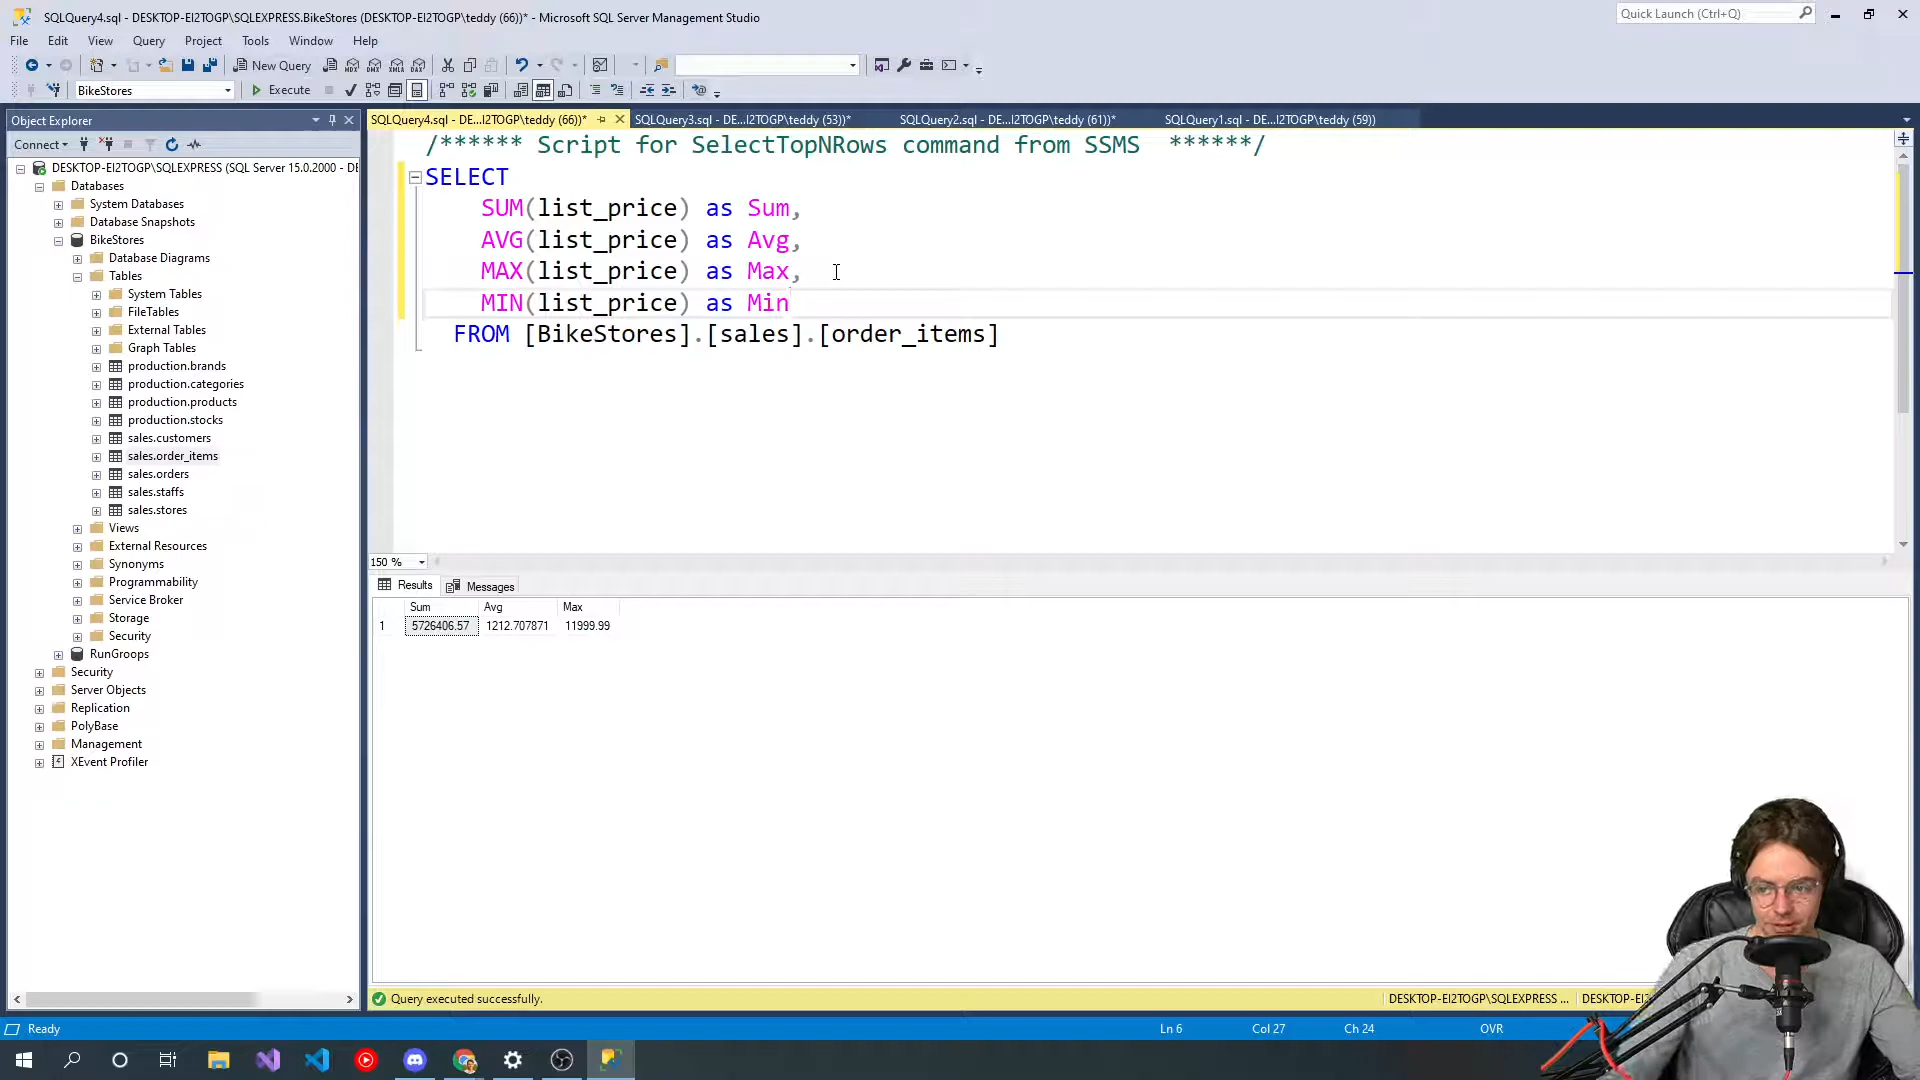 SQLQuery4.sql - DESKTOP-EI2TOGP\SQLEXPRESS.BikeStores (DESKTOP-EI2TOGP\teddy (66))* - Microsoft SQL Server Management Studio
Quick Launch (Ctrl+Q)
File Edit View Query Project Tools Window Help
New Query
MDX DMX XMLA DAX
BikeStores
Execute
Object Explorer
Connect
DESKTOP-EI2TOGP\SQLEXPRESS (SQL Server 15.0.2000 - DE
Databases
System Databases
Database Snapshots
BikeStores
Database Diagrams
Tables
System Tables
FileTables
External Tables
Graph Tables
production.brands
production.categories
production.products
production.stocks
sales.customers
sales.order_items
sales.orders
sales.staffs
sales.stores
Views
External Resources
Synonyms
Programmability
Service Broker
Storage
Security
RunGroops
Security
Server Objects
Replication
PolyBase
Management
XEvent Profiler
SQLQuery4.sql - DE...I2TOGP\teddy (66))*
SQLQuery3.sql - DE...I2TOGP\teddy (53))*
SQLQuery2.sql - DE...I2TOGP\teddy (61))*
SQLQuery1.sql - DE...I2TOGP\teddy (59))
/****** Script for SelectTopNRows command from SSMS ******/
SELECT
SUM(list_price) as Sum,
AVG(list_price) as Avg,
MAX(list_price) as Max,
MIN(list_price) as Min
FROM [BikeStores].[sales].[order_items]
150 %
Results Messages
Sum Avg Max
1 5726406.57 1212.707871 11999.99
Query executed successfully.
DESKTOP-EI2TOGP\SQLEXPRESS ...
DESKTOP-EI2
Ready
Ln 6 Col 27 Ch 24 OVR